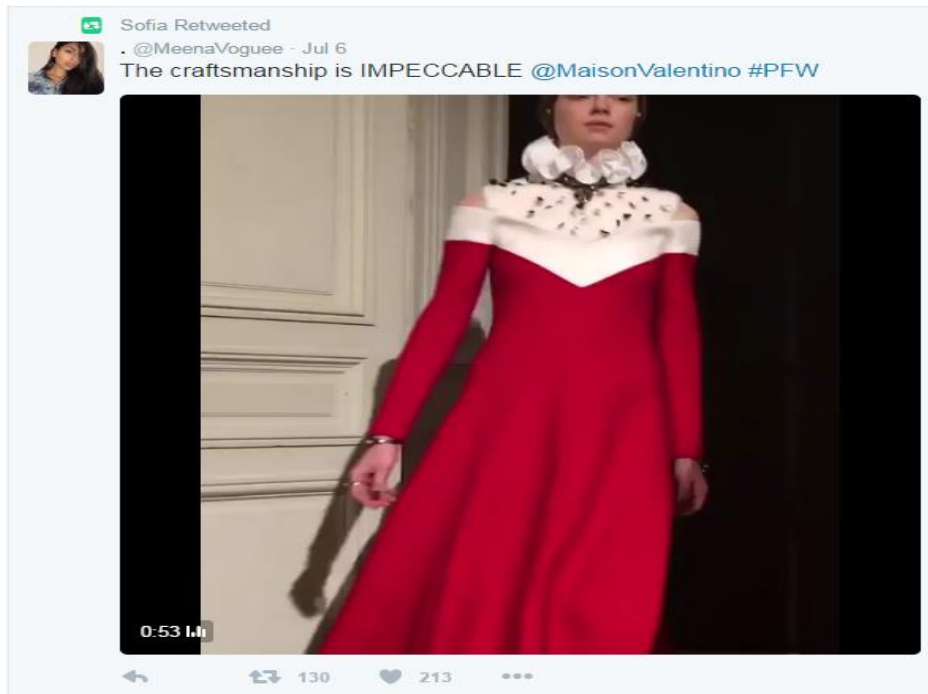 Sofia Retweeted
. @MeenaVoguee · Jul 6
The craftsmanship is IMPECCABLE @MaisonValentino #PFW
0:53
130 213